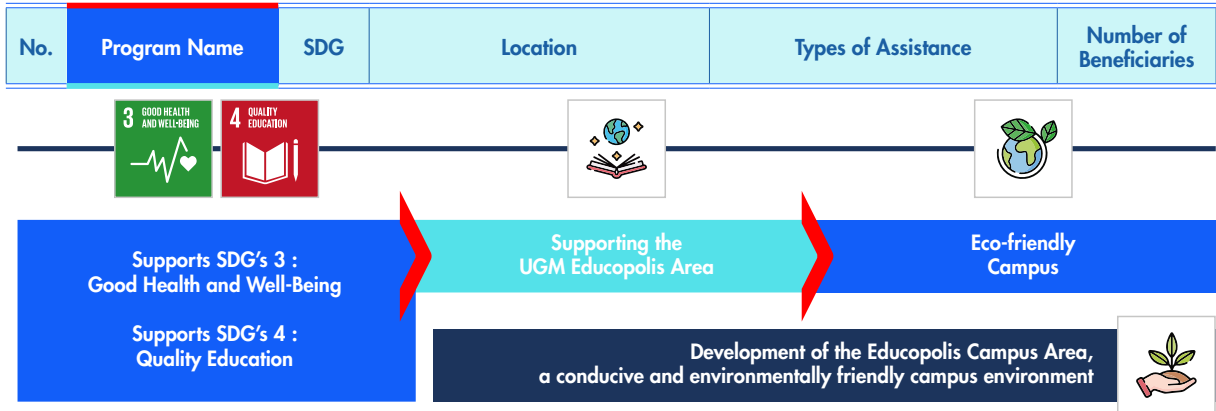 No.
Program Name
SDG
Location
Types of Assistance
Number of
Beneficiaries
3 GOOD HEALTH
AND WELL-BEING
4 QUALITY
EDUCATION
Supports SDG's 3 :
Good Health and Well-Being
Supports SDG's 4 :
Quality Education
Supporting the
UGM Educopolis Area
Eco-friendly
Campus
Development of the Educopolis Campus Area,
a conducive and environmentally friendly campus environment